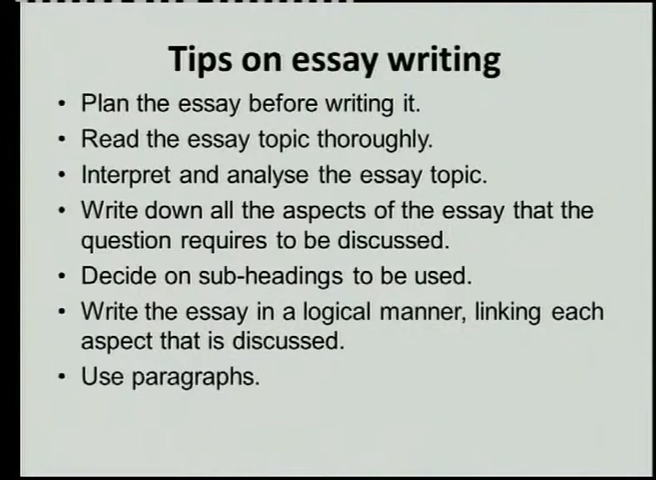 Tips on essay writing
• Plan the essay before writing it.
• Read the essay topic thoroughly.
• Interpret and analyse the essay topic.
• Write down all the aspects of the essay that the
question requires to be discussed.
• Decide on sub-headings to be used.
• Write the essay in a logical manner, linking each
aspect that is discussed.
• Use paragraphs.